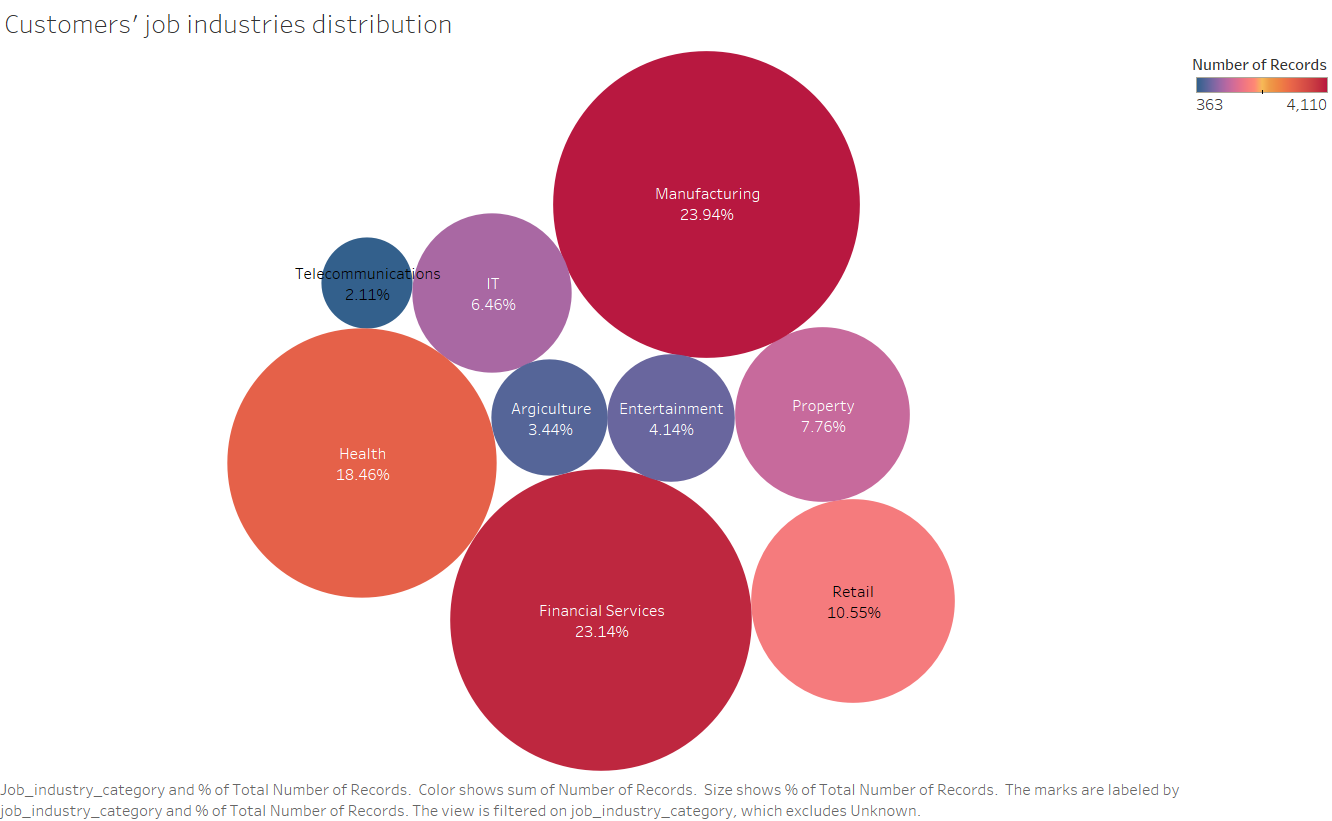 Customers' job industries distribution
Number of Records
363 4,110
Manufacturing
23.94%
Telecommunications
2.11%
IT
6.46%
Argiculture
3.44%
Entertainment
4.14%
Property
7.76%
Health
18.46%
Financial Services
23.14%
Retail
10.55%
Job_industry_category and % of Total Number of Records.  Color shows sum of Number of Records.  Size shows % of Total Number of Records.  The marks are labeled by
job_industry_category and % of Total Number of Records. The view is filtered on job_industry_category, which excludes Unknown.